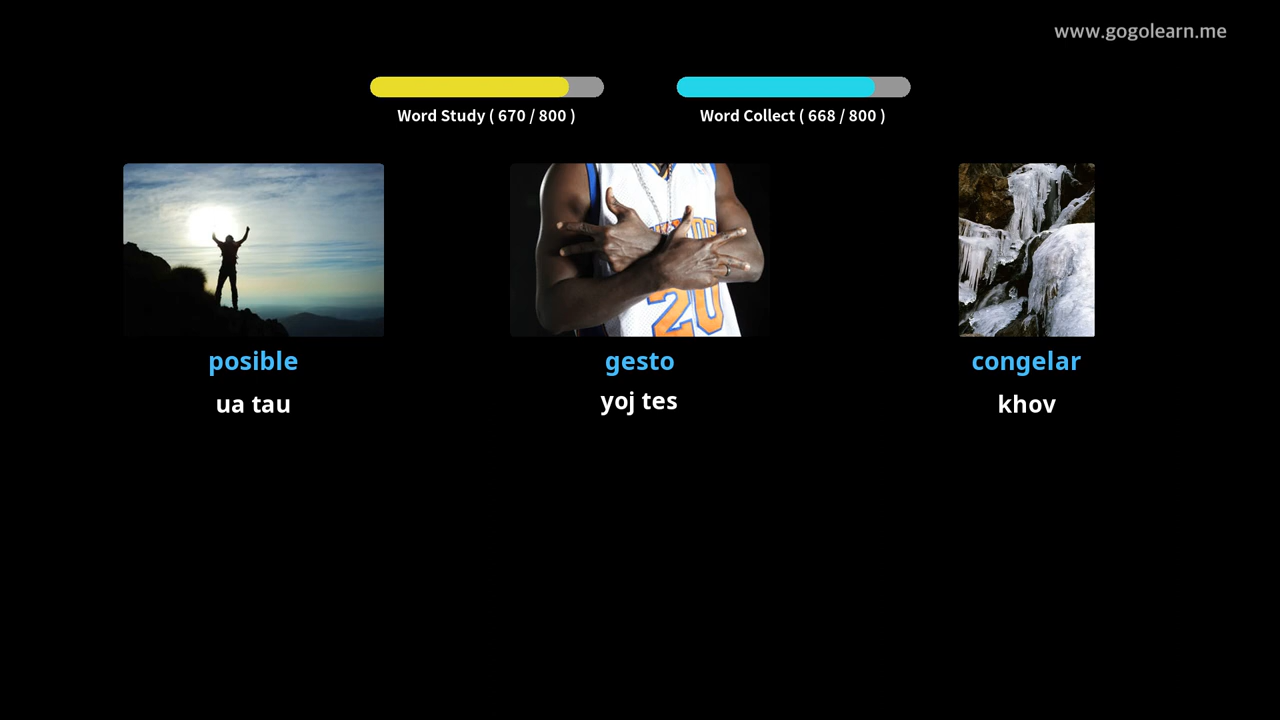 www.gogolearn.me
Word Study ( 670 / 800 )
Word Collect ( 668 / 800 )
20
posible
gesto
congelar
ua tau
yoj tes
khov